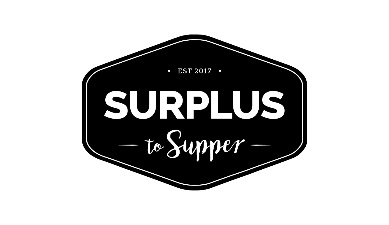 • EST 2017 •
SURPLUS
to Supper